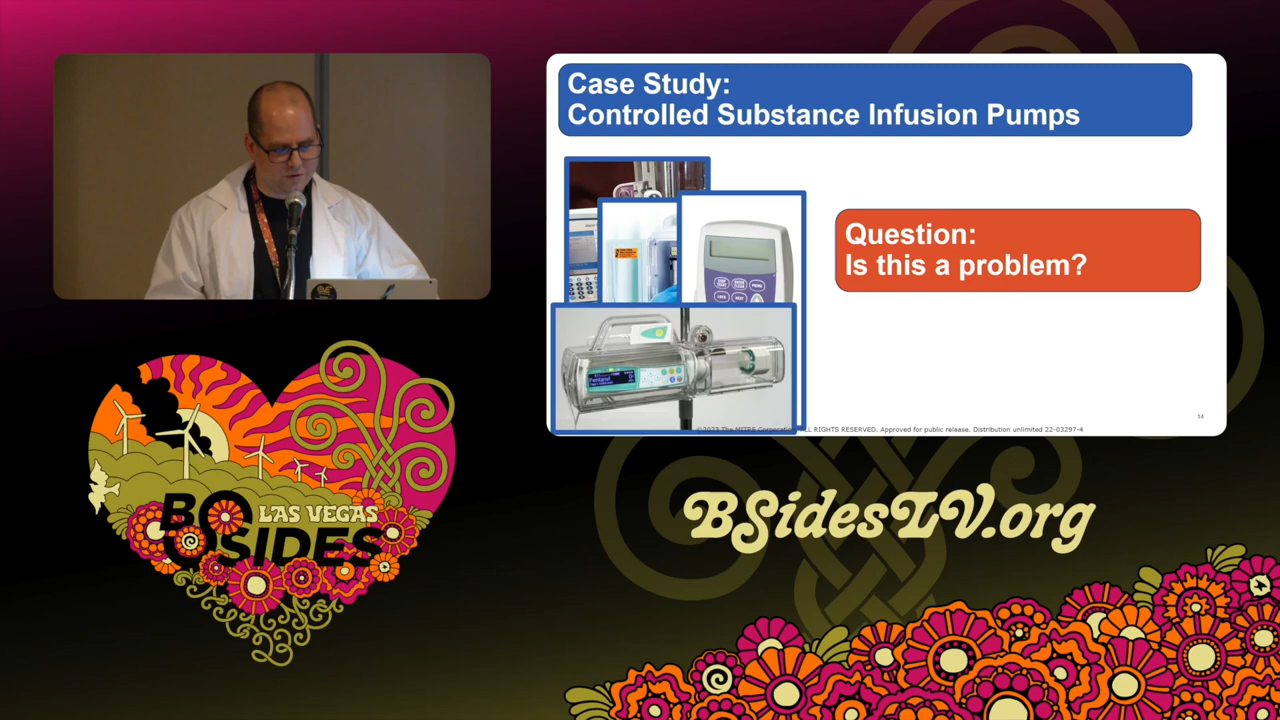 Case Study:
Controlled Substance Infusion Pumps
Question:
Is this a problem?
Fentanyl
14
©2023 The MITRE Corporation. ALL RIGHTS RESERVED. Approved for public release. Distribution unlimited 22-03297-4
BSidesLV.org
BSIDES
LAS VEGAS
23